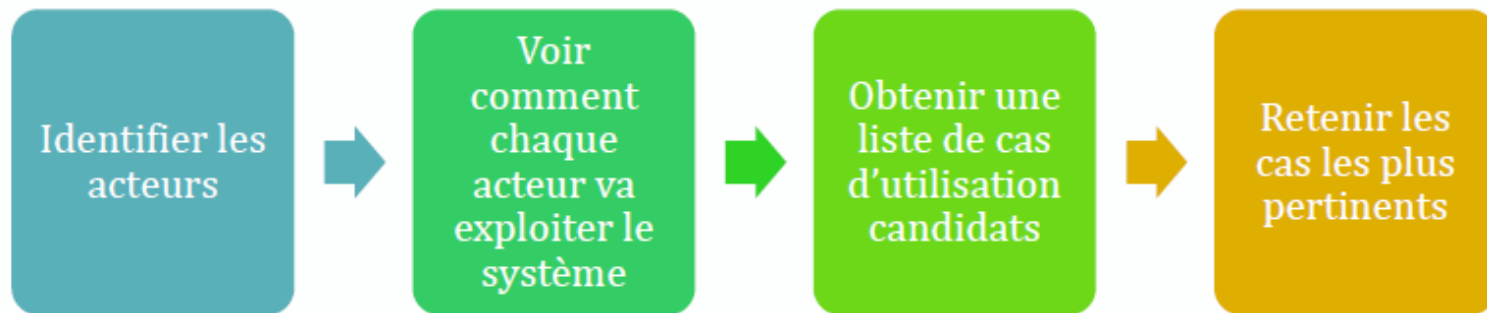 Identifier les
acteurs
Voir
comment
chaque
acteur va
exploiter le
système
Obtenir une
liste de cas
d’utilisation
candidats
Retenir les
cas les plus
pertinents